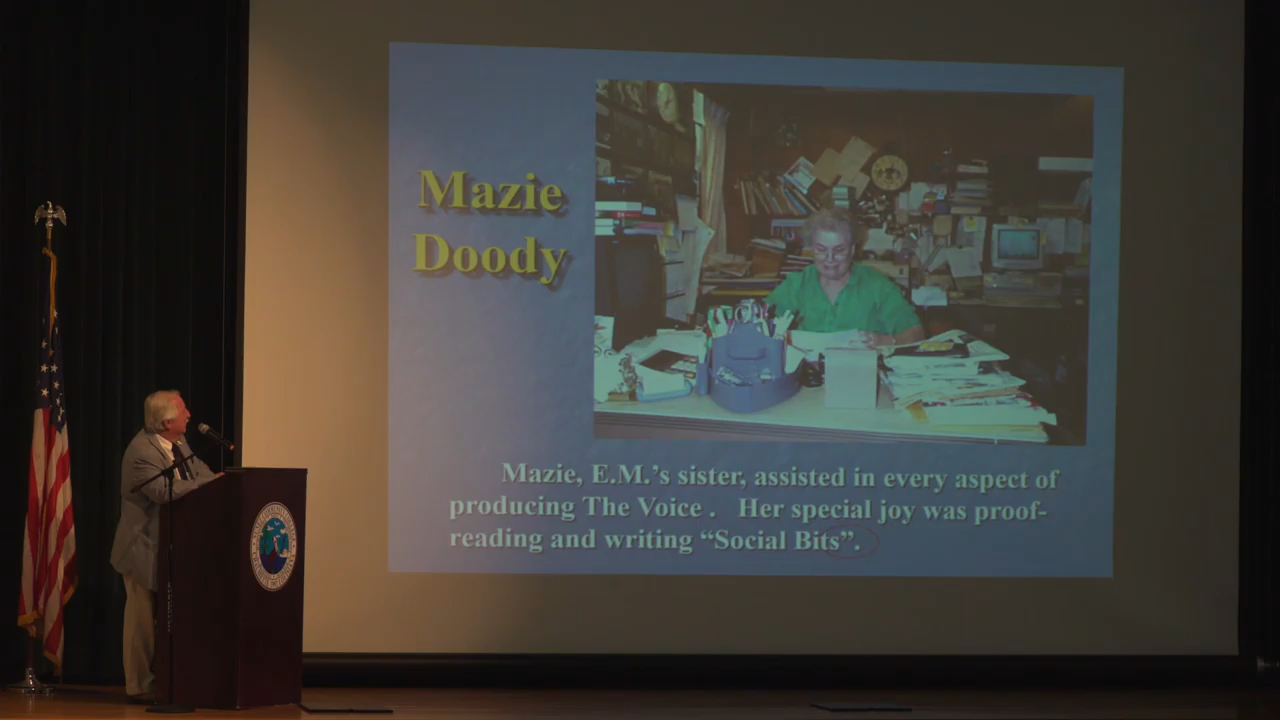 Mazie
Doody
Mazie, E.M.'s sister, assisted in every aspect of
producing The Voice . Her special joy was proof-
reading and writing “Social Bits”.